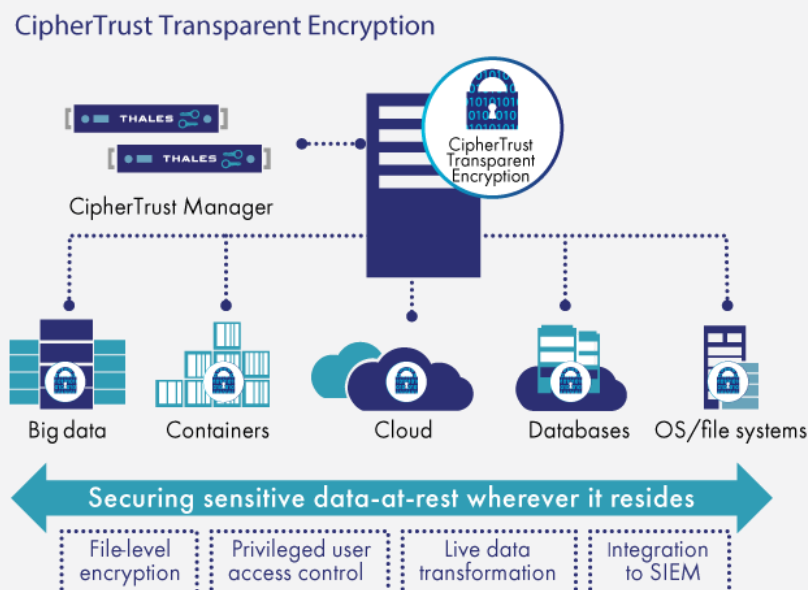 CipherTrust Transparent Encryption
THALES
THALES
CipherTrust Manager
CipherTrust
Transparent
Encryption
Big data
Containers
Cloud
Databases
OS/file systems
Securing sensitive data-at-rest wherever it resides
File-level
encryption
Privileged user
access control
Live data
transformation
Integration
to SIEM